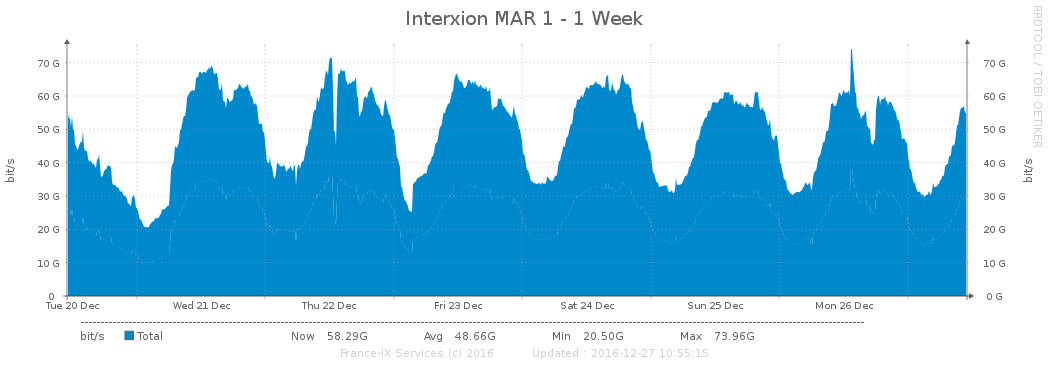 Interxion MAR 1 - 1 Week
RRDTOOL / TOBI OETIKER
bit/s
70 G
60 G
50 G
40 G
30 G
20 G
10 G
0
70 G
60 G
50 G
40 G
30 G
20 G
10 G
0 G
bit/s
Tue 20 Dec Wed 21 Dec Thu 22 Dec Fri 23 Dec Sat 24 Dec Sun 25 Dec Mon 26 Dec
bit/s Total Now 58.29G Avg 48.66G Min 20.50G Max 73.96G
France-IX Services (c) 2016 Updated : 2016-12-27 10:55:15